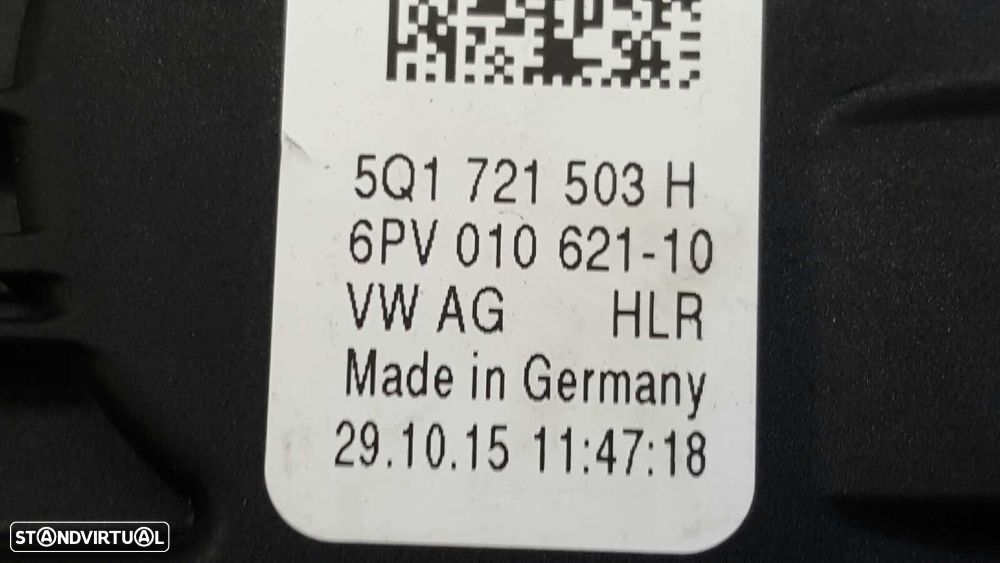 5Q1 721 503 H
6PV 010 621-10
VW AG HLR
Made in Germany
29.10.15 11:47:18
STANDVIRTUAL